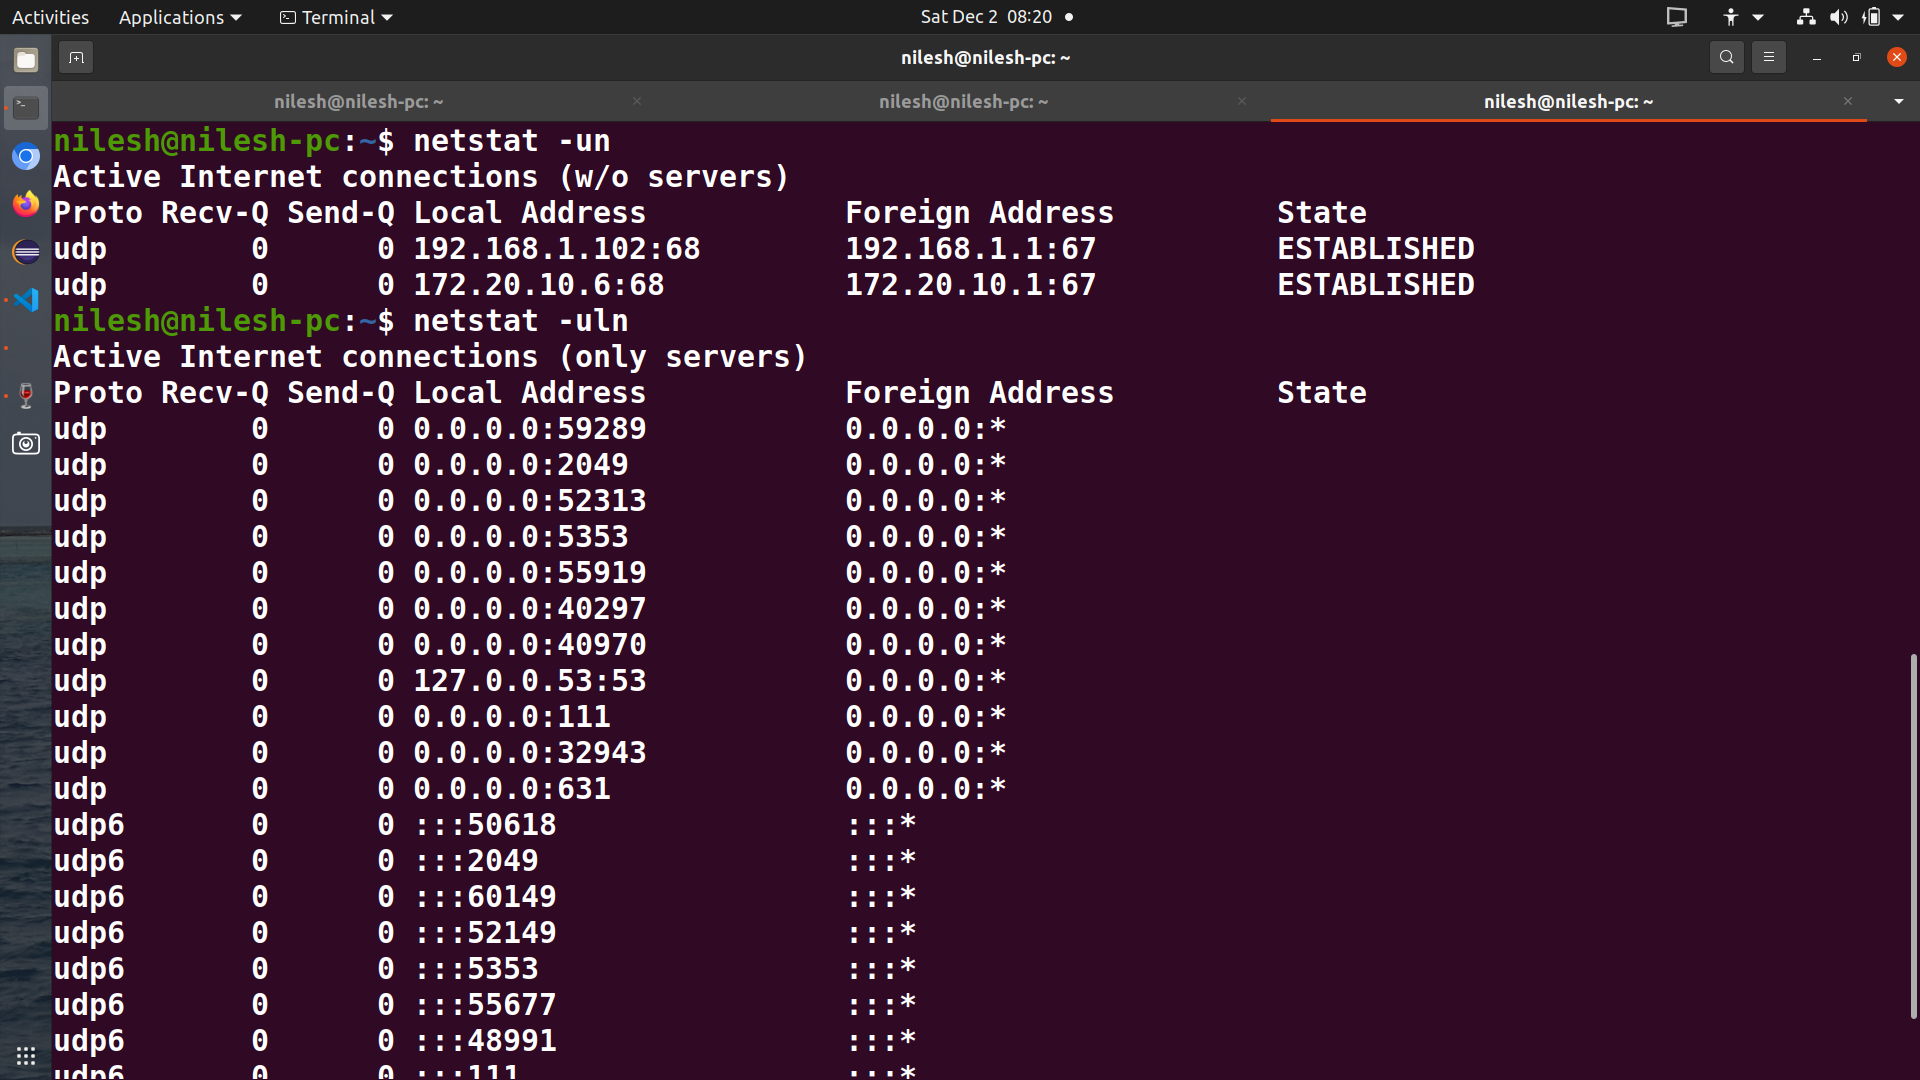 Activities Applications Terminal Sat Dec 2 08:20
nilesh@nilesh-pc: ~
nilesh@nilesh-pc: ~ nilesh@nilesh-pc: ~ nilesh@nilesh-pc: ~
nilesh@nilesh-pc:~$ netstat -un
Active Internet connections (w/o servers)
Proto Recv-Q Send-Q Local Address Foreign Address State
udp 0 0 192.168.1.102:68 192.168.1.1:67 ESTABLISHED
udp 0 0 172.20.10.6:68 172.20.10.1:67 ESTABLISHED
nilesh@nilesh-pc:~$ netstat -uln
Active Internet connections (only servers)
Proto Recv-Q Send-Q Local Address Foreign Address State
udp 0 0 0.0.0.0:59289 0.0.0.0:*
udp 0 0 0.0.0.0:2049 0.0.0.0:*
udp 0 0 0.0.0.0:52313 0.0.0.0:*
udp 0 0 0.0.0.0:5353 0.0.0.0:*
udp 0 0 0.0.0.0:55919 0.0.0.0:*
udp 0 0 0.0.0.0:40297 0.0.0.0:*
udp 0 0 0.0.0.0:40970 0.0.0.0:*
udp 0 0 127.0.0.53:53 0.0.0.0:*
udp 0 0 0.0.0.0:111 0.0.0.0:*
udp 0 0 0.0.0.0:32943 0.0.0.0:*
udp 0 0 0.0.0.0:631 0.0.0.0:*
udp6 0 0 :::50618 :::*
udp6 0 0 :::2049 :::*
udp6 0 0 :::60149 :::*
udp6 0 0 :::52149 :::*
udp6 0 0 :::5353 :::*
udp6 0 0 :::55677 :::*
udp6 0 0 :::48991 :::*
udp6 0 0 :::111 :::*